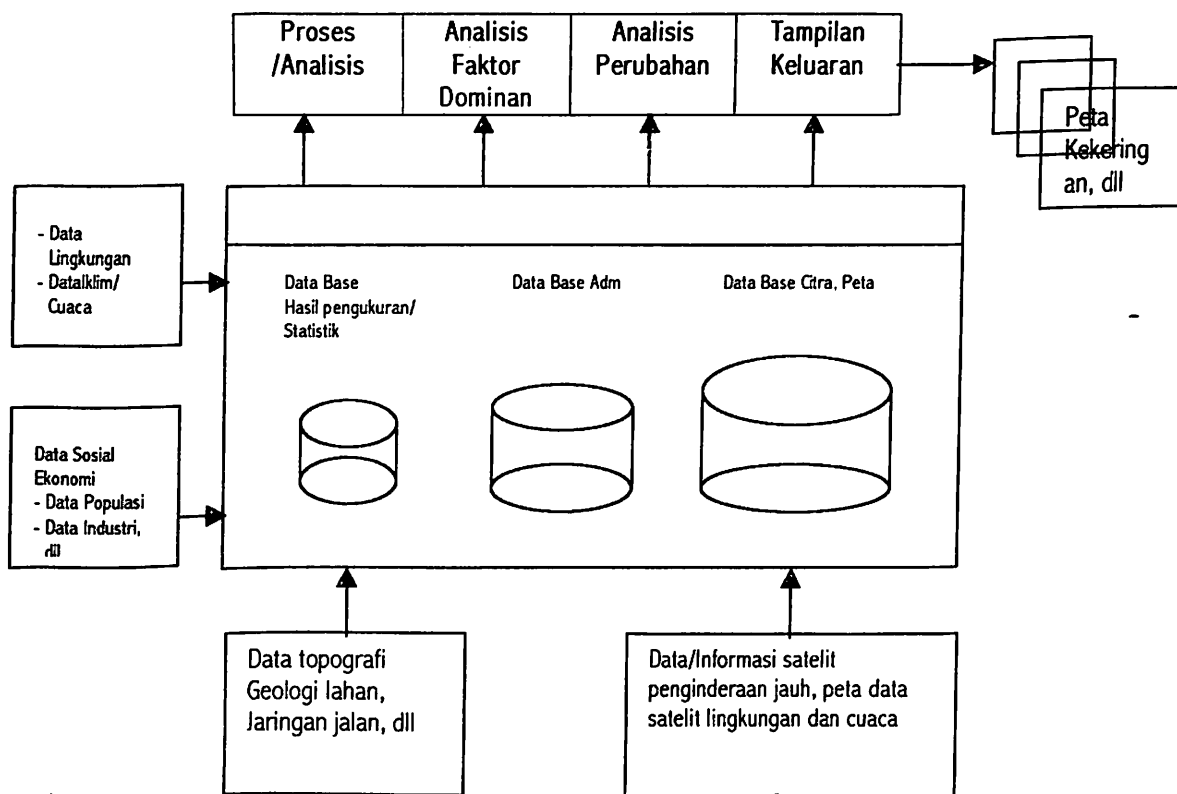 Proses
/Analisis
Analisis
Faktor
Dominan
Analisis
Perubahan
Tampilan
Keluaran
Peta
Kekering
an, dll
- Data
Lingkungan
- DataIklim/
Cuaca
Data Base
Hasil pengukuran/
Statistik
Data Base Adm
Data Base Citra, Peta
Data Sosial
Ekonomi
- Data Populasi
- Data Industri,
dll
Data topografi
Geologi lahan,
Jaringan jalan, dll
Data/Informasi satelit
penginderaan jauh, peta data
satelit lingkungan dan cuaca